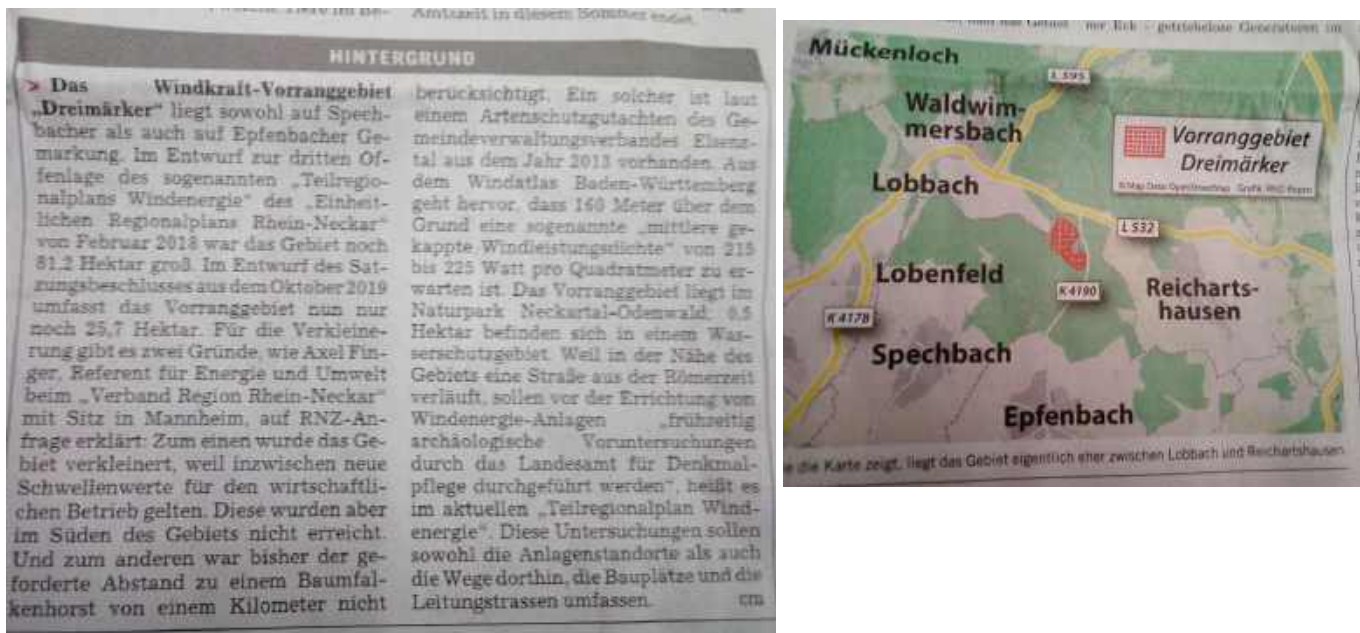 Amtszeit in diesem Sommer endet.
HINTERGRUND
> Das Windkraft-Vorranggebiet
„Dreimärker“ liegt sowohl auf Spech-
bacher als auch auf Epfenbacher Ge-
markung. Im Entwurf zur dritten Of-
fenlage des sogenannten „Teilregio-
nalplans Windenergie“ des „Einheit-
lichen Regionalplans Rhein-Neckar“
von Februar 2018 war das Gebiet noch
81,2 Hektar groß. Im Entwurf des Sat-
zungsbeschlusses aus dem Oktober 2019
umfasst das Vorranggebiet nun nur
noch 25,7 Hektar. Für die Verkleine-
rung gibt es zwei Gründe, wie Axel Fin-
ger, Referent für Energie und Umwelt
beim „Verband Region Rhein-Neckar“
mit Sitz in Mannheim, auf RNZ-An-
frage erklärt: Zum einen wurde das Ge-
biet verkleinert, weil inzwischen neue
Schwellenwerte für den wirtschaftli-
chen Betrieb gelten. Diese wurden aber
im Süden des Gebiets nicht erreicht.
Und zum anderen war bisher der ge-
forderte Abstand zu einem Baumfal-
kenhorst von einem Kilometer nicht
berücksichtigt. Ein solcher ist laut
einem Artenschutzgutachten des Ge-
meindeverwaltungsverbandes Elsenz-
tal aus dem Jahr 2013 vorhanden. Aus
dem Windatlas Baden-Württemberg
geht hervor, dass 160 Meter über dem
Grund eine sogenannte „mittlere ge-
kappte Windleistungsdichte“ von 215
bis 225 Watt pro Quadratmeter zu er-
warten ist. Das Vorranggebiet liegt im
Naturpark Neckartal-Odenwald; 6,5
Hektar befinden sich in einem Was-
serschutzgebiet. Weil in der Nähe des
Gebiets eine Straße aus der Römerzeit
verläuft, sollen vor der Errichtung von
Windenergie-Anlagen „frühzeitig
archäologische Voruntersuchungen
durch das Landesamt für Denkmal-
pflege durchgeführt werden“, heißt es
im aktuellen „Teilregionalplan Wind-
energie“. Diese Untersuchungen sollen
sowohl die Anlagenstandorte als auch
die Wege dorthin, die Bauplätze und die
Leitungstrassen umfassen. cm
nur Eck – getriebelose Generatoren im
Mückenloch
L 595
Waldwim-
mersbach
Vorranggebiet
Dreimärker
Lobbach
L 532
Lobenfeld
K 4190
Reicharts-
hausen
K 4178
Spechbach
Epfenbach
die Karte zeigt, liegt das Gebiet eigentlich eher zwischen Lobbach und Reichartshausen